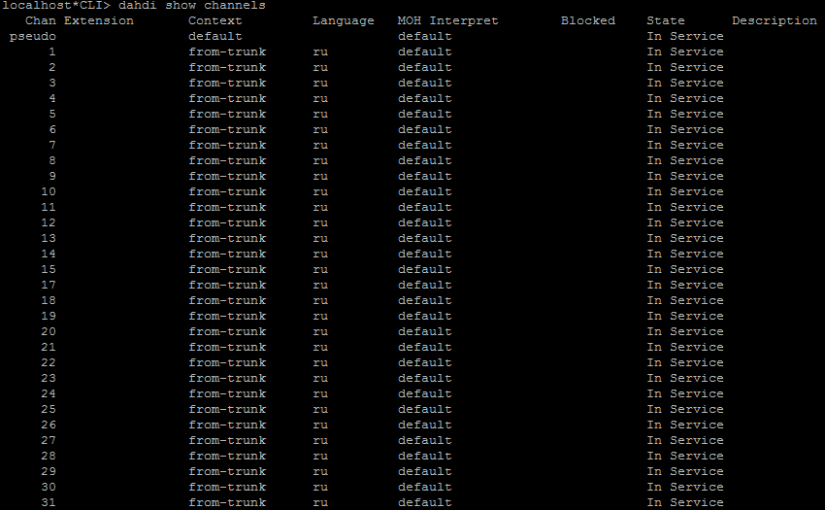 localhost*CLI> dahdi show channels
Chan Extension Context Language MOH Interpret Blocked State Description
pseudo default default In Service
1 from-trunk ru default In Service
2 from-trunk ru default In Service
3 from-trunk ru default In Service
4 from-trunk ru default In Service
5 from-trunk ru default In Service
6 from-trunk ru default In Service
7 from-trunk ru default In Service
8 from-trunk ru default In Service
9 from-trunk ru default In Service
10 from-trunk ru default In Service
11 from-trunk ru default In Service
12 from-trunk ru default In Service
13 from-trunk ru default In Service
14 from-trunk ru default In Service
15 from-trunk ru default In Service
17 from-trunk ru default In Service
18 from-trunk ru default In Service
19 from-trunk ru default In Service
20 from-trunk ru default In Service
21 from-trunk ru default In Service
22 from-trunk ru default In Service
23 from-trunk ru default In Service
24 from-trunk ru default In Service
25 from-trunk ru default In Service
26 from-trunk ru default In Service
27 from-trunk ru default In Service
28 from-trunk ru default In Service
29 from-trunk ru default In Service
30 from-trunk ru default In Service
31 from-trunk ru default In Service